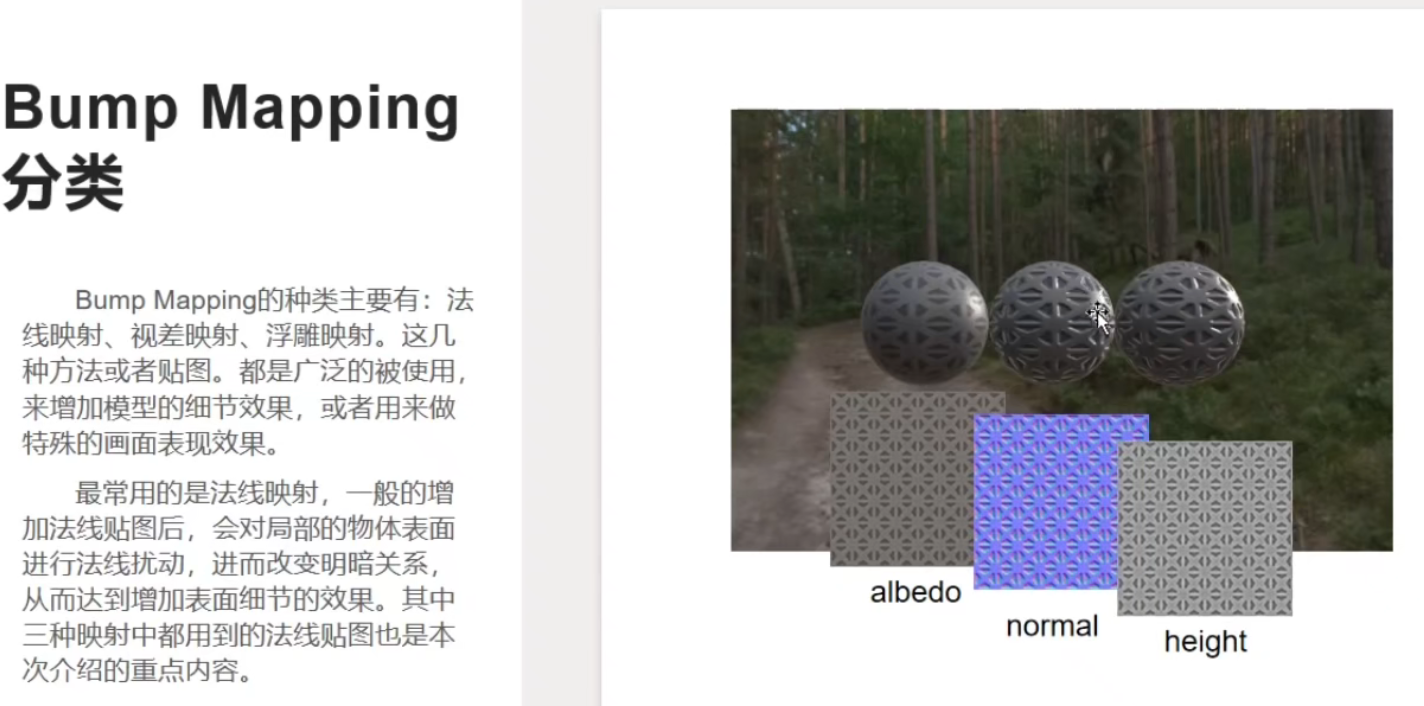 Bump Mapping
分类
Bump Mapping的种类主要有：法
线映射、视差映射、浮雕映射。这几
种方法或者贴图。都是广泛的被使用，
来增加模型的细节效果，或者用来做
特殊的画面表现效果。
最常用的是法线映射，一般的增
加法线贴图后，会对局部的物体表面
进行法线扰动，进而改变明暗关系，
从而达到增加表面细节的效果。其中
三种映射中都用到的法线贴图也是本
次介绍的重点内容。
albedo
normal
height